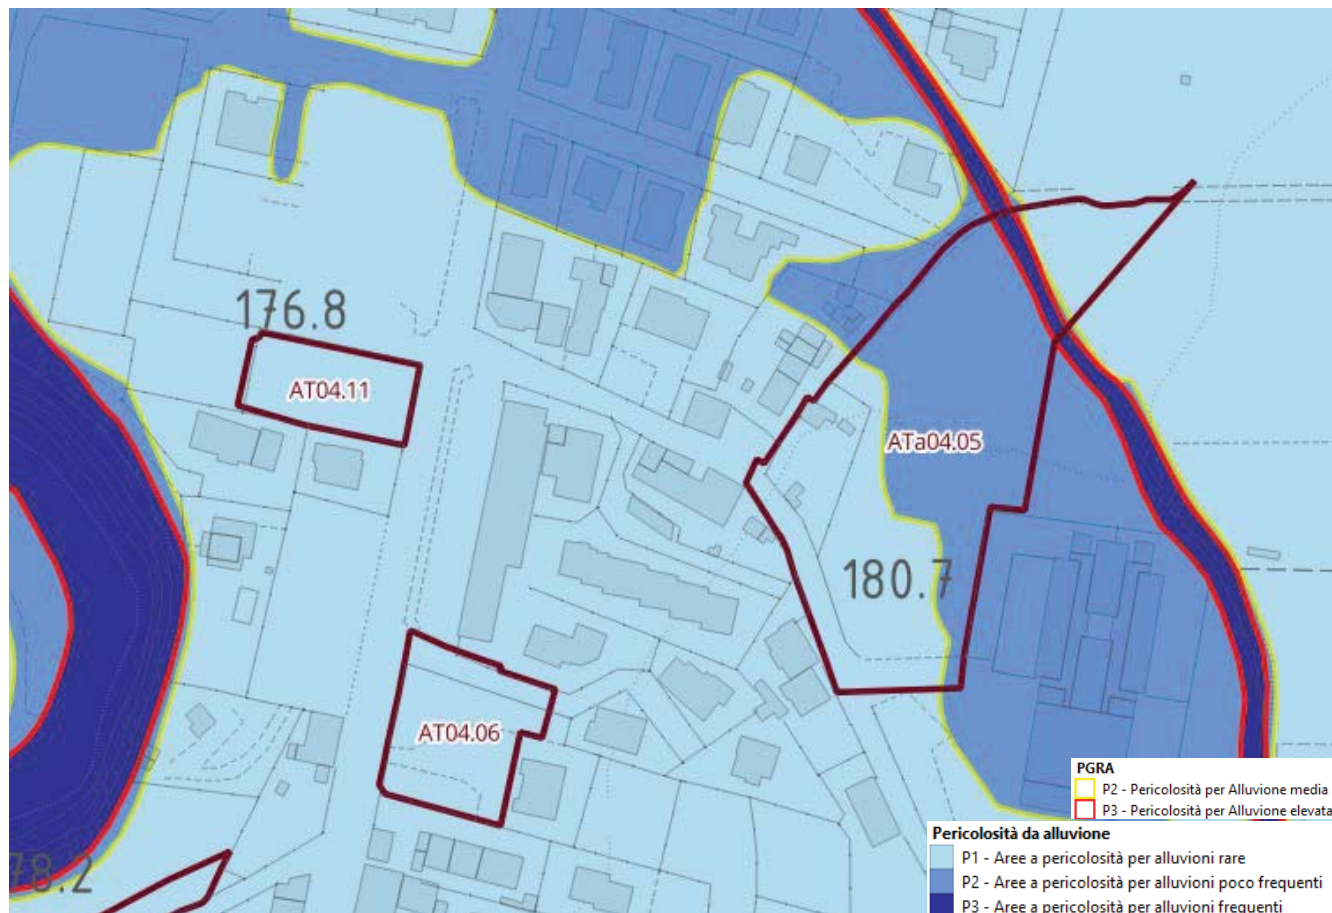 176.8
AT04.11
ATa04.05
180.7
AT04.06
78.2
PGRA
P2 - Pericolosità per Alluvione media
P3 - Pericolosità per Alluvione elevata
Pericolosità da alluvione
P1 - Aree a pericolosità per alluvioni rare
P2 - Aree a pericolosità per alluvioni poco frequenti
P3 - Aree a pericolosità per alluvioni frequenti